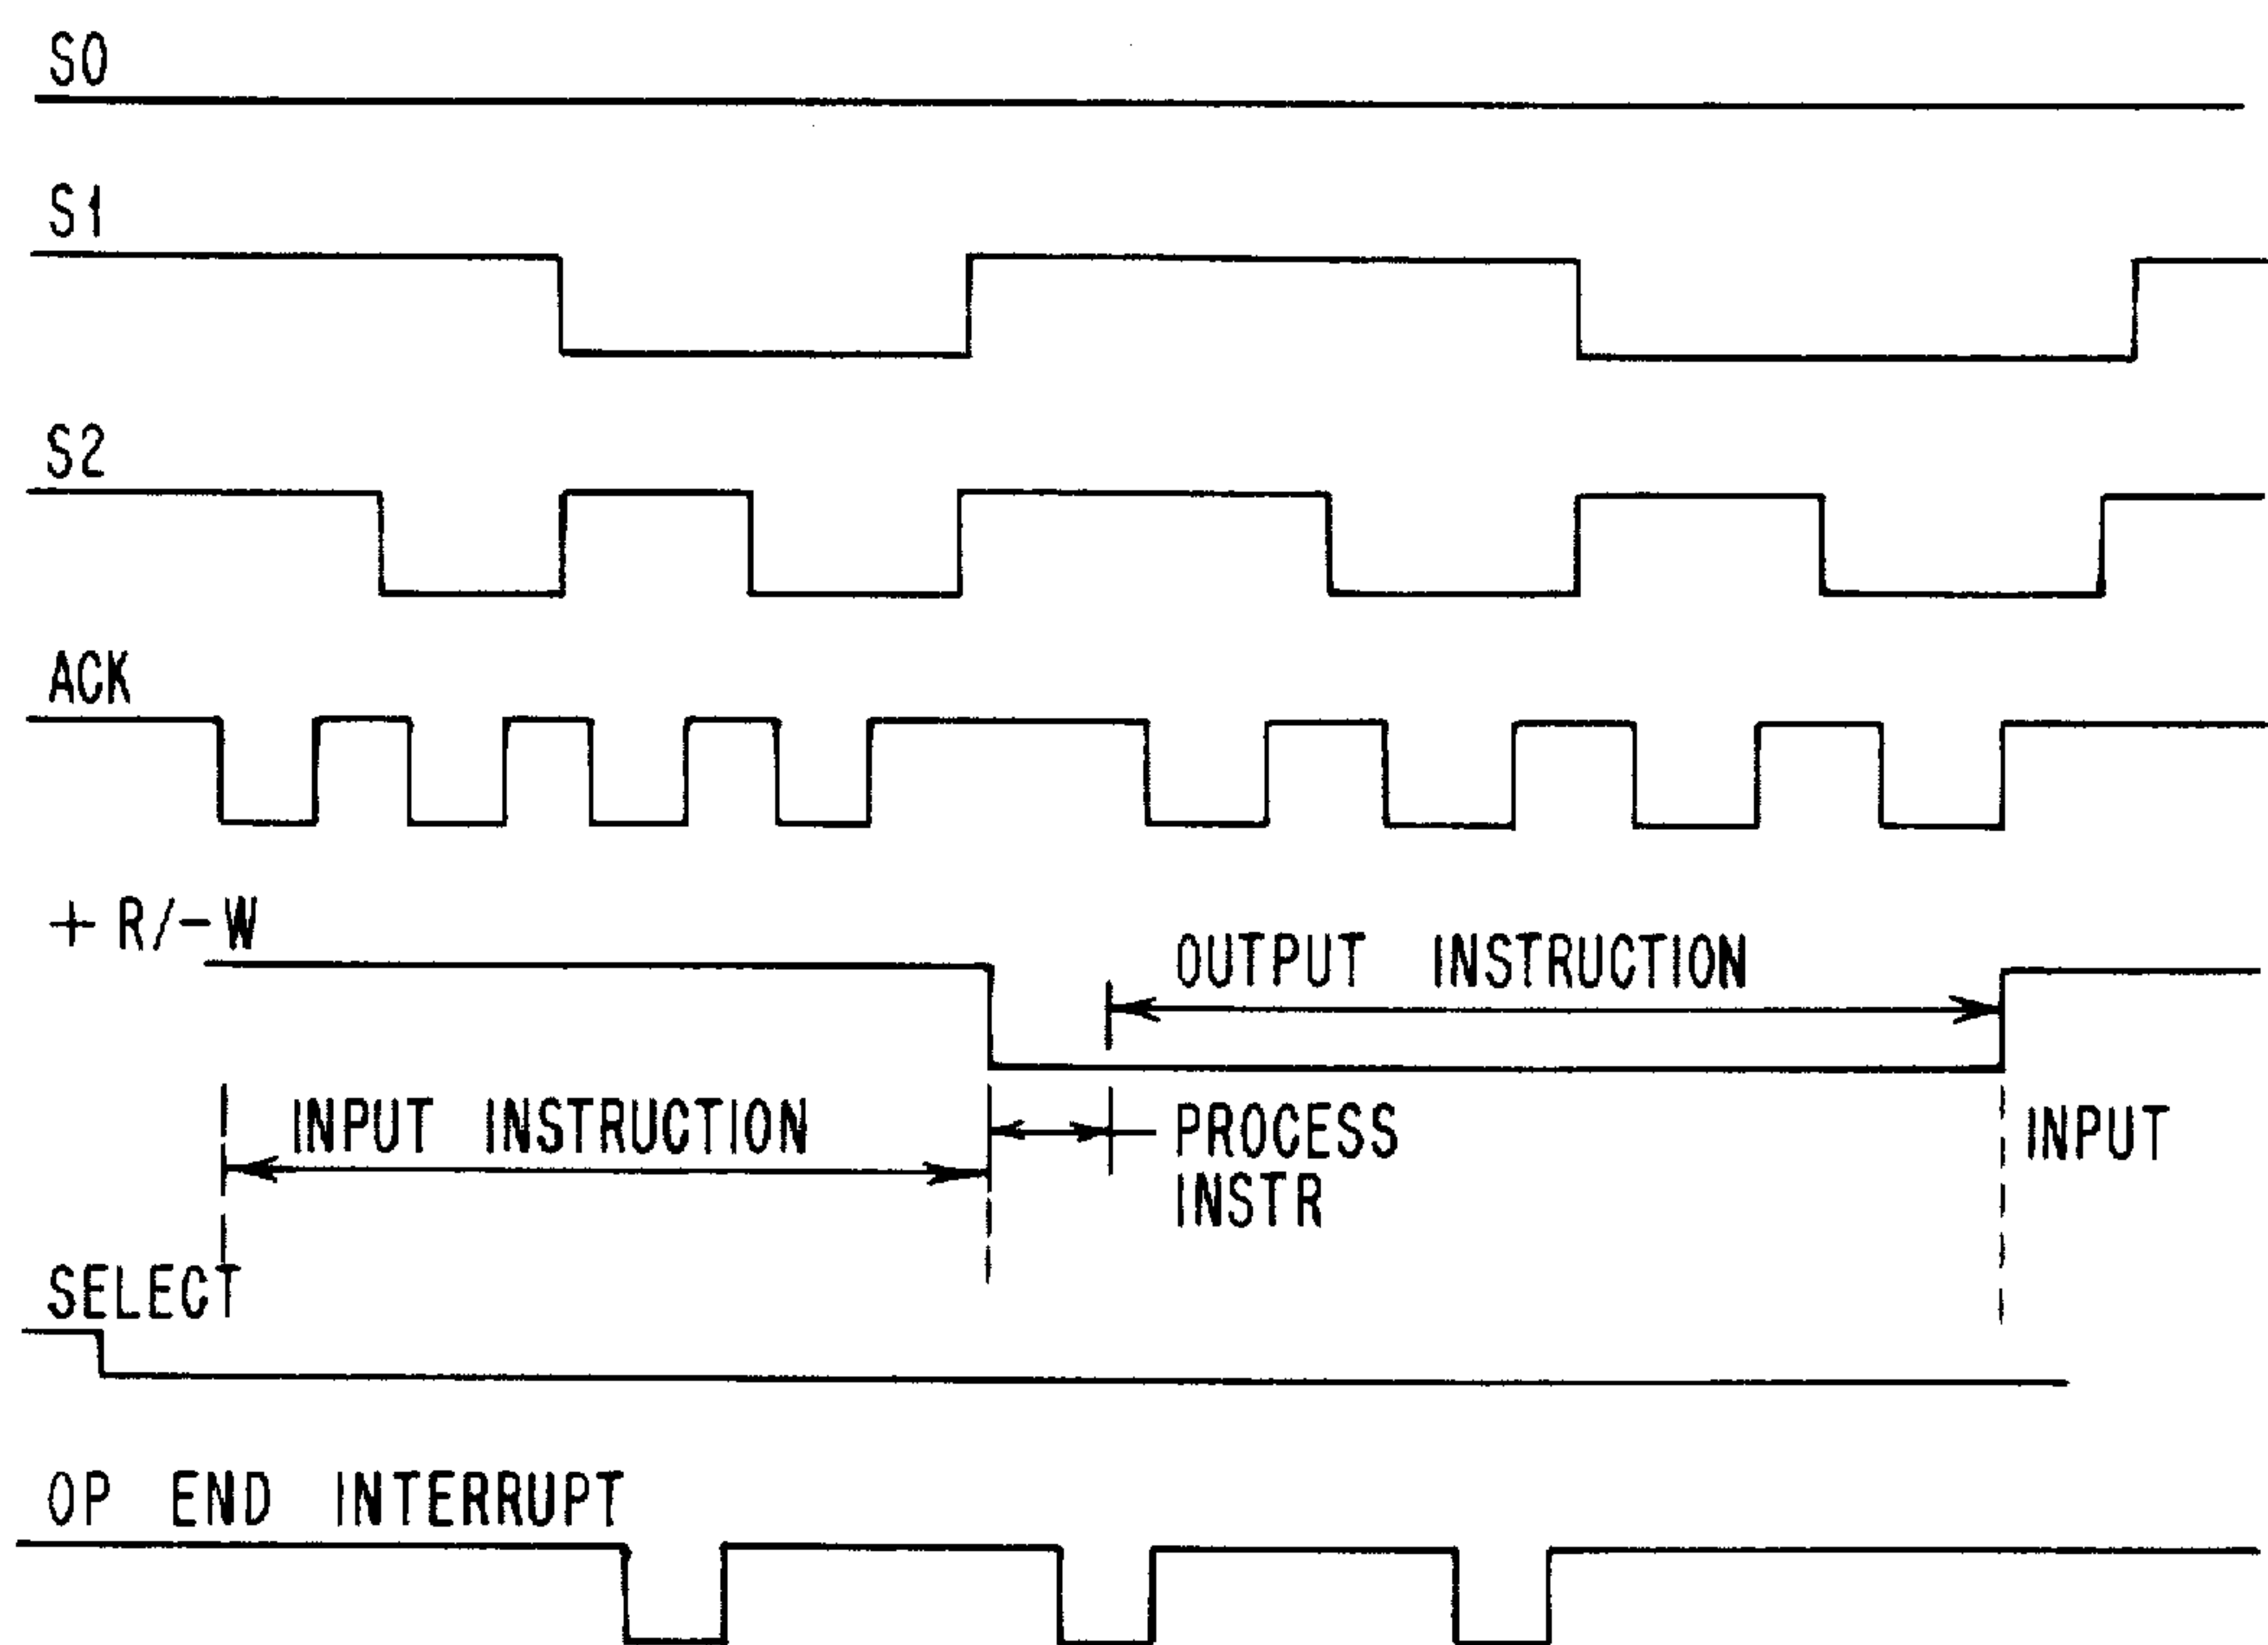 S0
S1
S2
ACK
+ R/-W
OUTPUT INSTRUCTION
INPUT INSTRUCTION
PROCESS
INSTR
INPUT
SELECT
OP END INTERRUPT